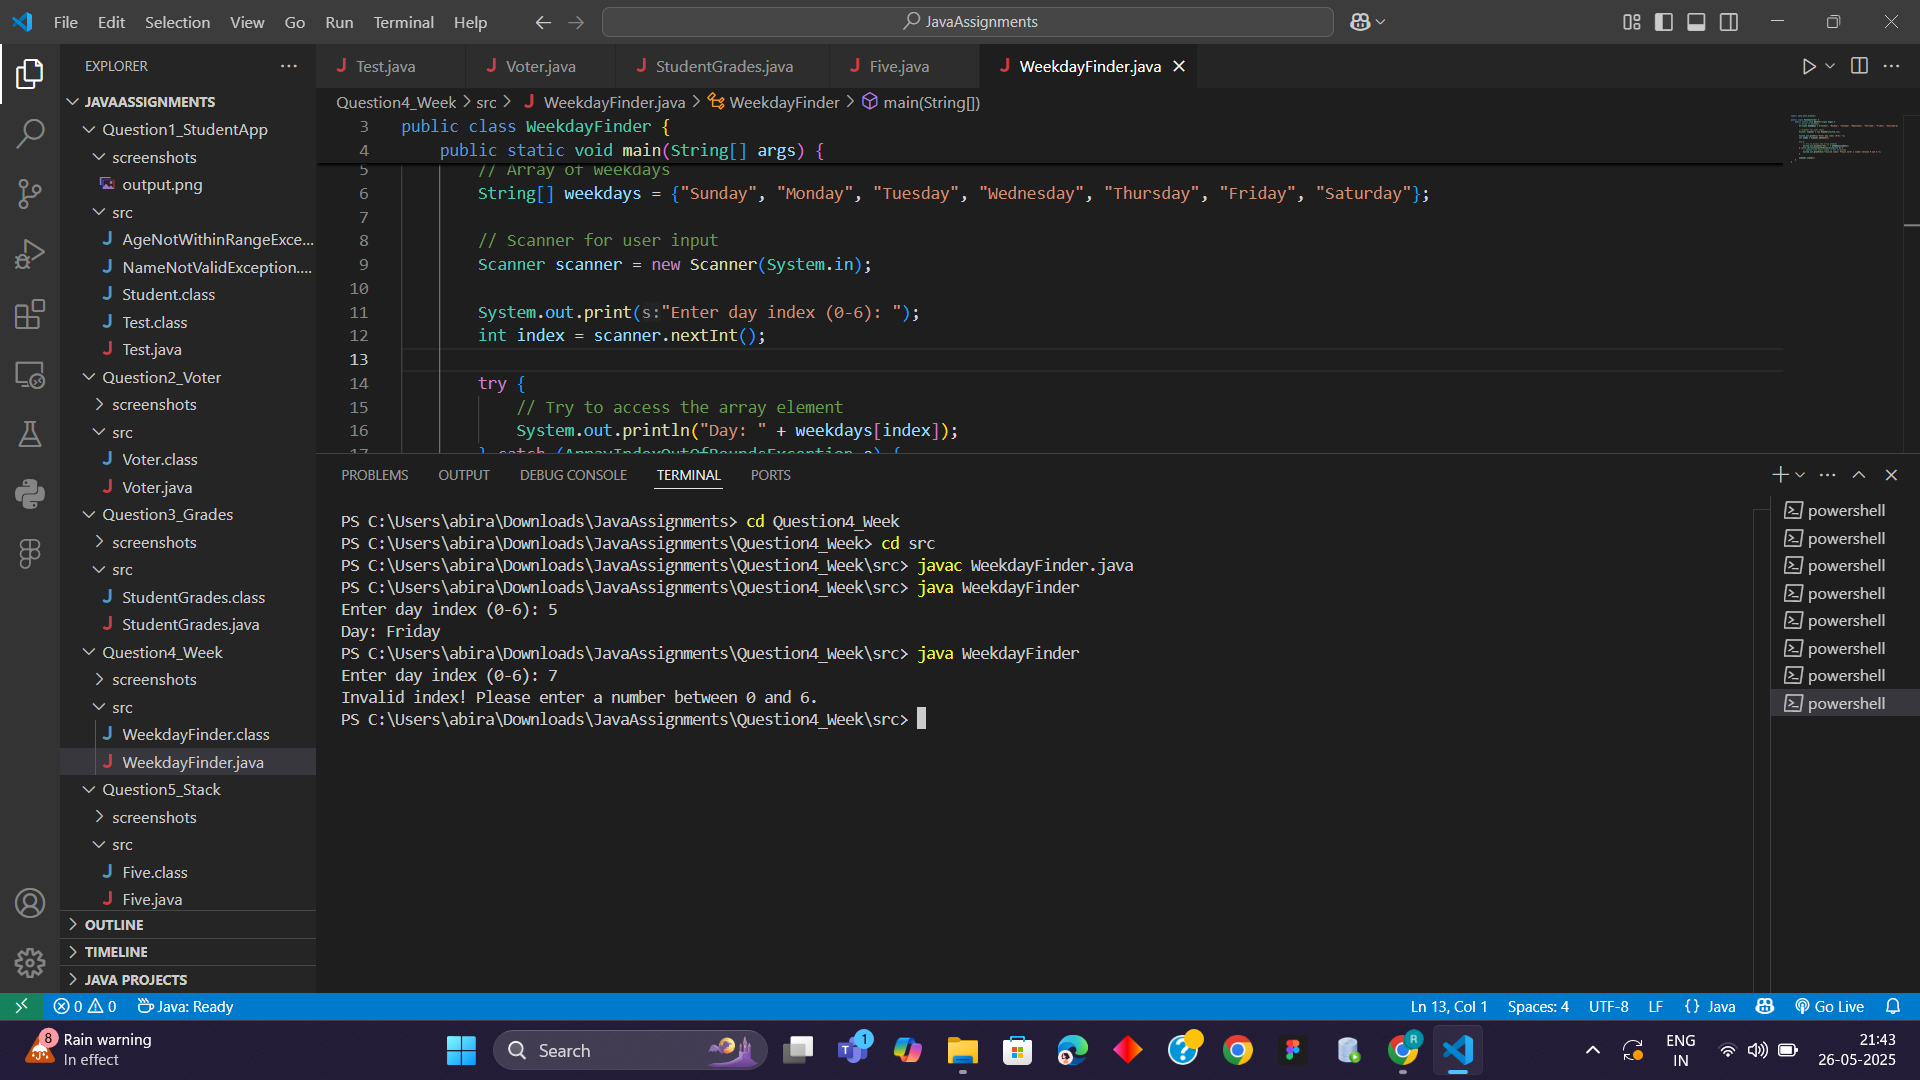 File Edit Selection View Go Run Terminal Help
JavaAssignments
EXPLORER
JAVAASSIGNMENTS
Question1_StudentApp
screenshots
output.png
src
AgeNotWithinRangeExce...
NameNotValidException....
Student.class
Test.class
Test.java
Question2_Voter
screenshots
src
Voter.class
Voter.java
Question3_Grades
screenshots
src
StudentGrades.class
StudentGrades.java
Question4_Week
screenshots
src
WeekdayFinder.class
WeekdayFinder.java
Question5_Stack
screenshots
src
Five.class
Five.java
OUTLINE
TIMELINE
JAVA PROJECTS
Test.java Voter.java StudentGrades.java Five.java WeekdayFinder.java
Question4_Week > src > WeekdayFinder.java > WeekdayFinder > main(String[])
3 public class WeekdayFinder {
4 public static void main(String[] args) {
5 // Array of weekdays
6 String[] weekdays = {"Sunday", "Monday", "Tuesday", "Wednesday", "Thursday", "Friday", "Saturday"};
7
8 // Scanner for user input
9 Scanner scanner = new Scanner(System.in);
10
11 System.out.print(s:"Enter day index (0-6): ");
12 int index = scanner.nextInt();
13
14 try {
15 // Try to access the array element
16 System.out.println("Day: " + weekdays[index]);
17 } catch (ArrayIndexOutOfBoundsException e) {
PROBLEMS OUTPUT DEBUG CONSOLE TERMINAL PORTS
PS C:\Users\abira\Downloads\JavaAssignments> cd Question4_Week
PS C:\Users\abira\Downloads\JavaAssignments\Question4_Week> cd src
PS C:\Users\abira\Downloads\JavaAssignments\Question4_Week\src> javac WeekdayFinder.java
PS C:\Users\abira\Downloads\JavaAssignments\Question4_Week\src> java WeekdayFinder
Enter day index (0-6): 5
Day: Friday
PS C:\Users\abira\Downloads\JavaAssignments\Question4_Week\src> java WeekdayFinder
Enter day index (0-6): 7
Invalid index! Please enter a number between 0 and 6.
PS C:\Users\abira\Downloads\JavaAssignments\Question4_Week\src>
powershell
powershell
powershell
powershell
powershell
powershell
powershell
powershell
0 0 Java: Ready
Ln 13, Col 1 Spaces: 4 UTF-8 LF {} Java Go Live
8 Rain warning
In effect
Search
1
R
ENG
IN
21:43
26-05-2025